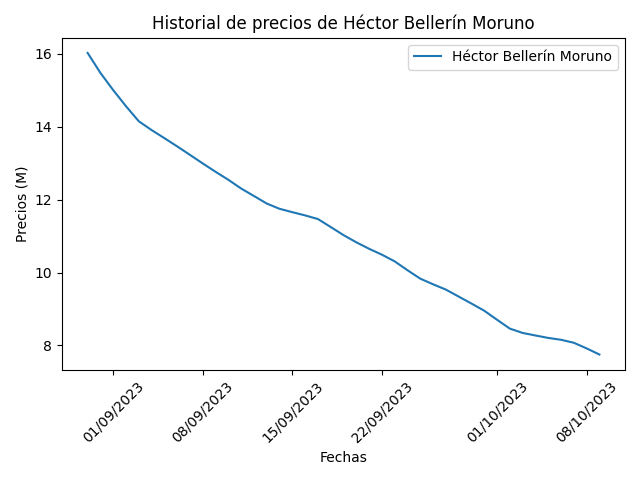 Historial de precios de Héctor Bellerín Moruno
Héctor Bellerín Moruno
Precios (M)
16
14
12
10
8
01/09/2023
08/09/2023
15/09/2023
22/09/2023
01/10/2023
08/10/2023
Fechas